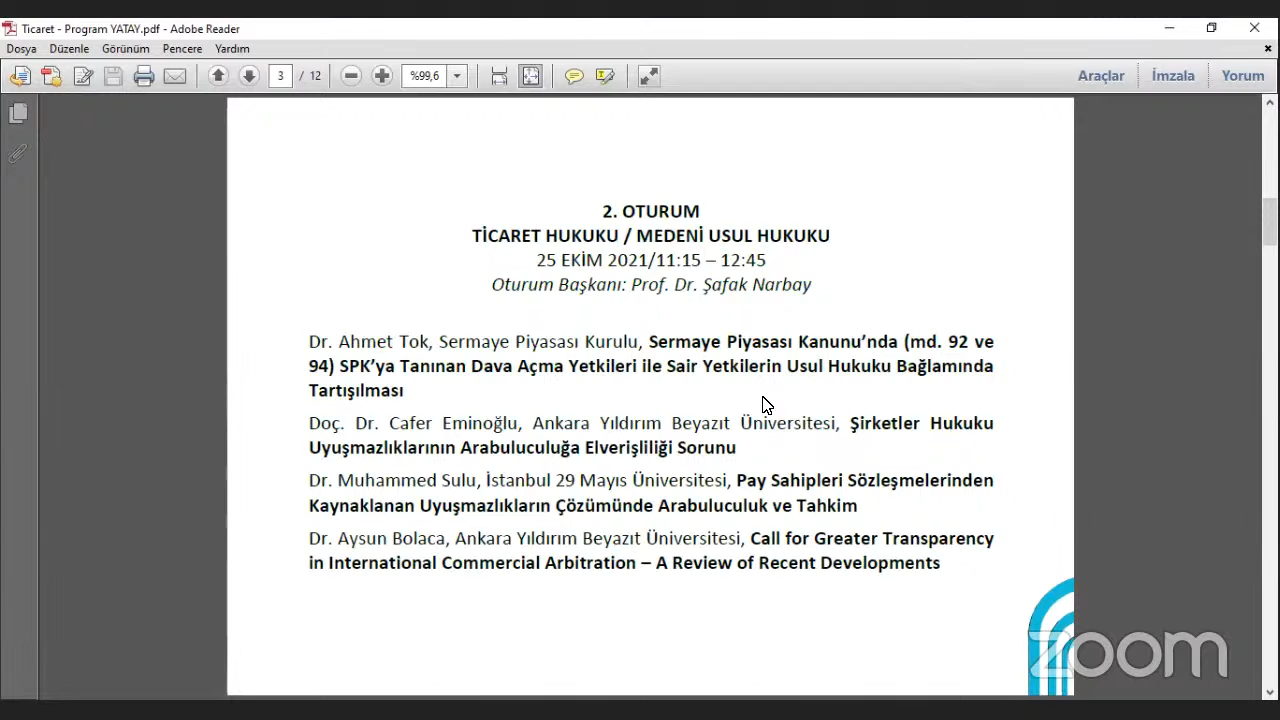 Ticaret - Program YATAY.pdf - Adobe Reader
Dosya Düzenle Görünüm Pencere Yardım
3 / 12 %99,6 Araçlar İmzala Yorum
2. OTURUM
TİCARET HUKUKU / MEDENİ USUL HUKUKU
25 EKİM 2021/11:15 – 12:45
Oturum Başkanı: Prof. Dr. Şafak Narbay
Dr. Ahmet Tok, Sermaye Piyasası Kurulu, Sermaye Piyasası Kanunu’nda (md. 92 ve
94) SPK’ya Tanınan Dava Açma Yetkileri ile Sair Yetkilerin Usul Hukuku Bağlamında
Tartışılması
Doç. Dr. Cafer Eminoğlu, Ankara Yıldırım Beyazıt Üniversitesi, Şirketler Hukuku
Uyuşmazlıklarının Arabuluculuğa Elverişliliği Sorunu
Dr. Muhammed Sulu, İstanbul 29 Mayıs Üniversitesi, Pay Sahipleri Sözleşmelerinden
Kaynaklanan Uyuşmazlıkların Çözümünde Arabuluculuk ve Tahkim
Dr. Aysun Bolaca, Ankara Yıldırım Beyazıt Üniversitesi, Call for Greater Transparency
in International Commercial Arbitration – A Review of Recent Developments
zoom